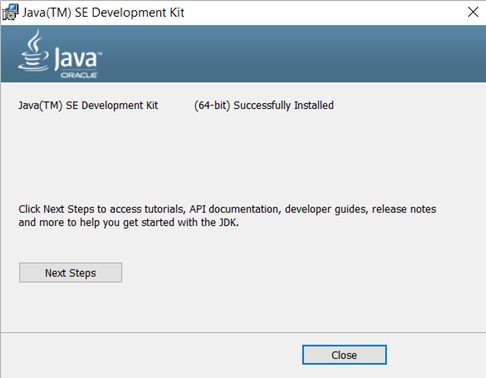 Java(TM) SE Development Kit
Java™
ORACLE
Java(TM) SE Development Kit (64-bit) Successfully Installed
Click Next Steps to access tutorials, API documentation, developer guides, release notes
and more to help you get started with the JDK.
Next Steps
Close